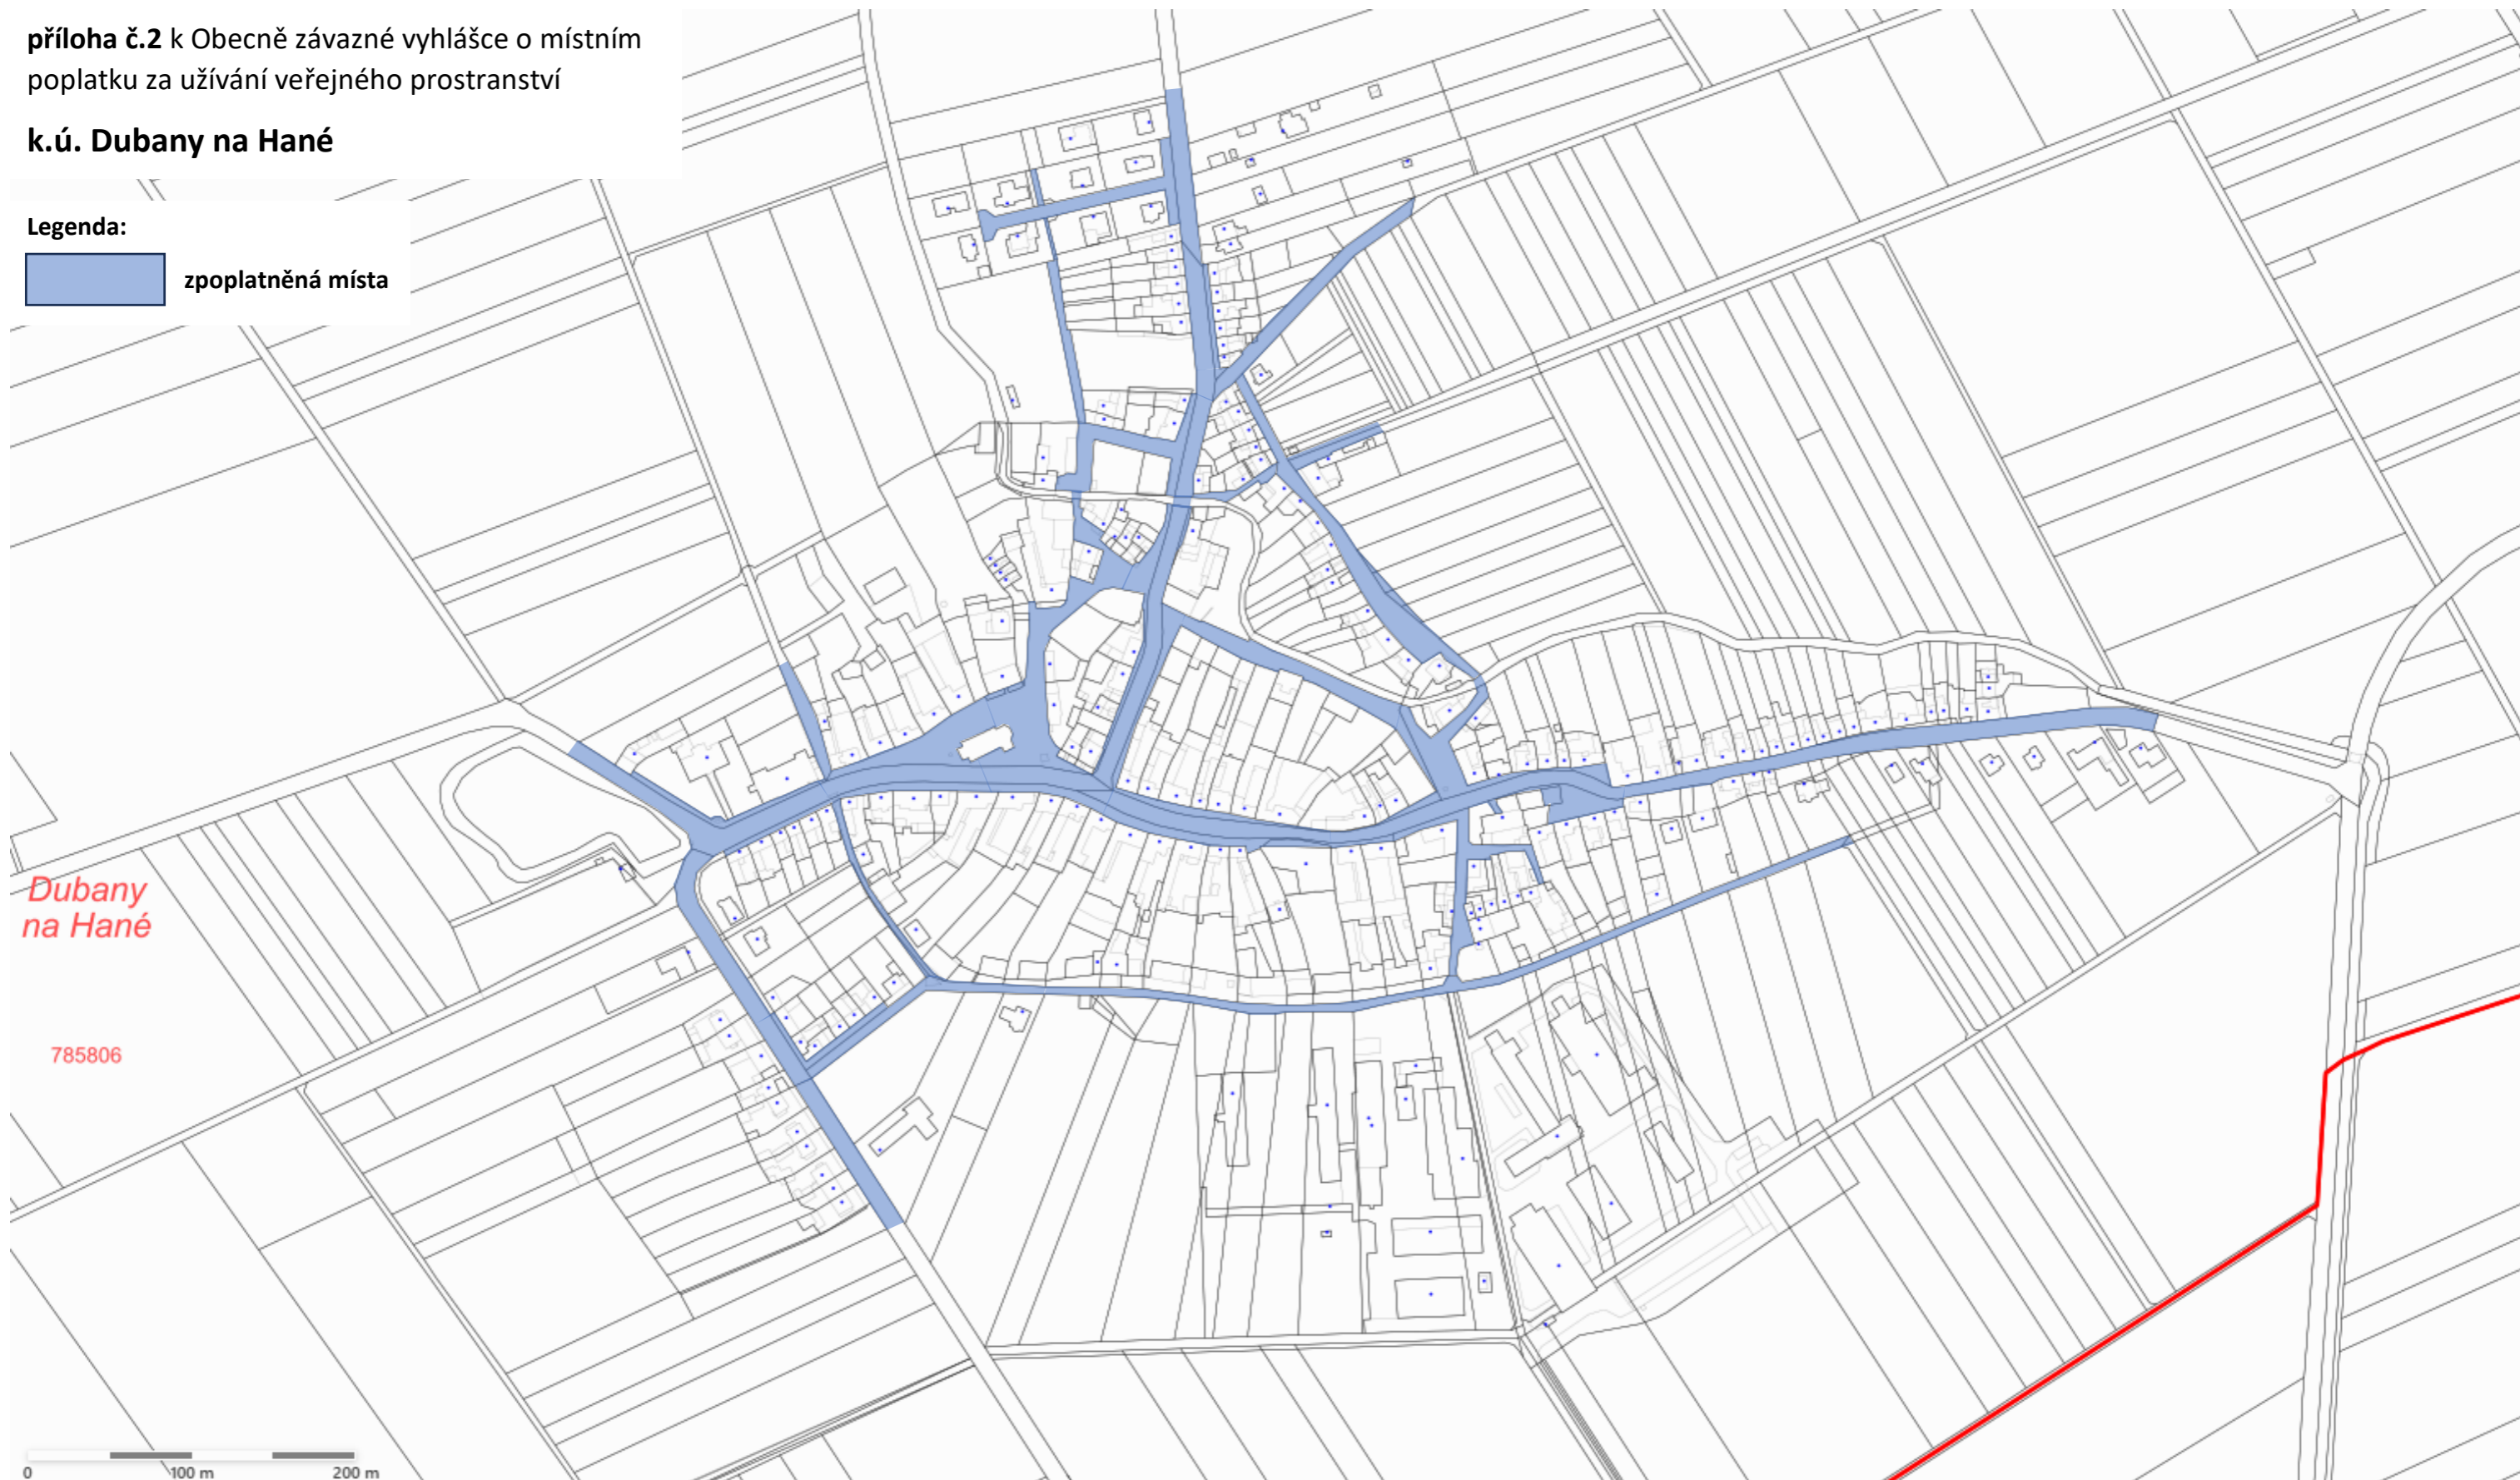 příloha č.2 k Obecně závazné vyhlášce o místním
poplatku za užívání veřejného prostranství
k.ú. Dubany na Hané
Legenda:
zpoplatněná místa
Dubany
na Hané
785806
0 100 m 200 m